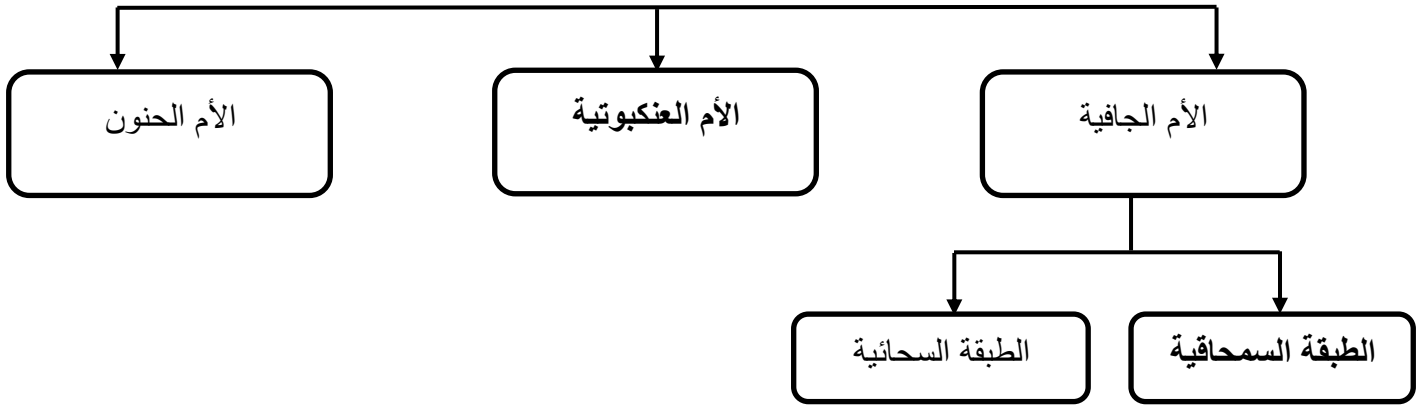 الأم الجافية
الأم العنكبوتية
الأم الحنون
الطبقة السمحاقية
الطبقة السحائية